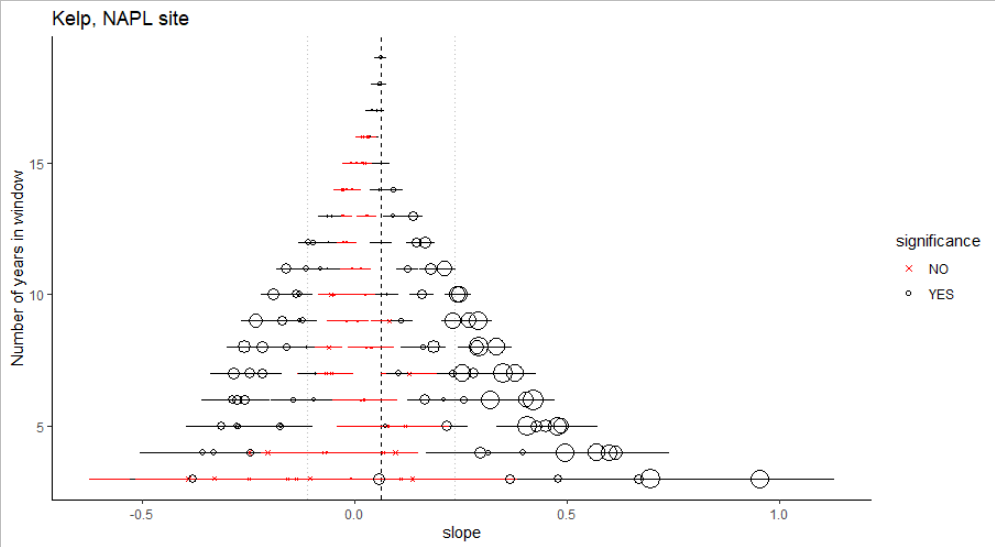 Kelp, NAPL site
Number of years in window
15
10
5
-0.5
0.0
0.5
1.0
slope
significance
NO
YES